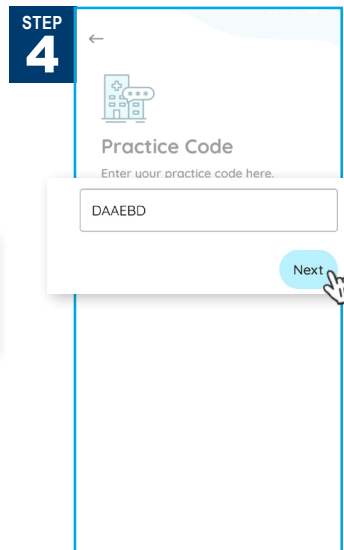 STEP
4
***
Practice Code
Enter your practice code here.
DAAEBD
Next